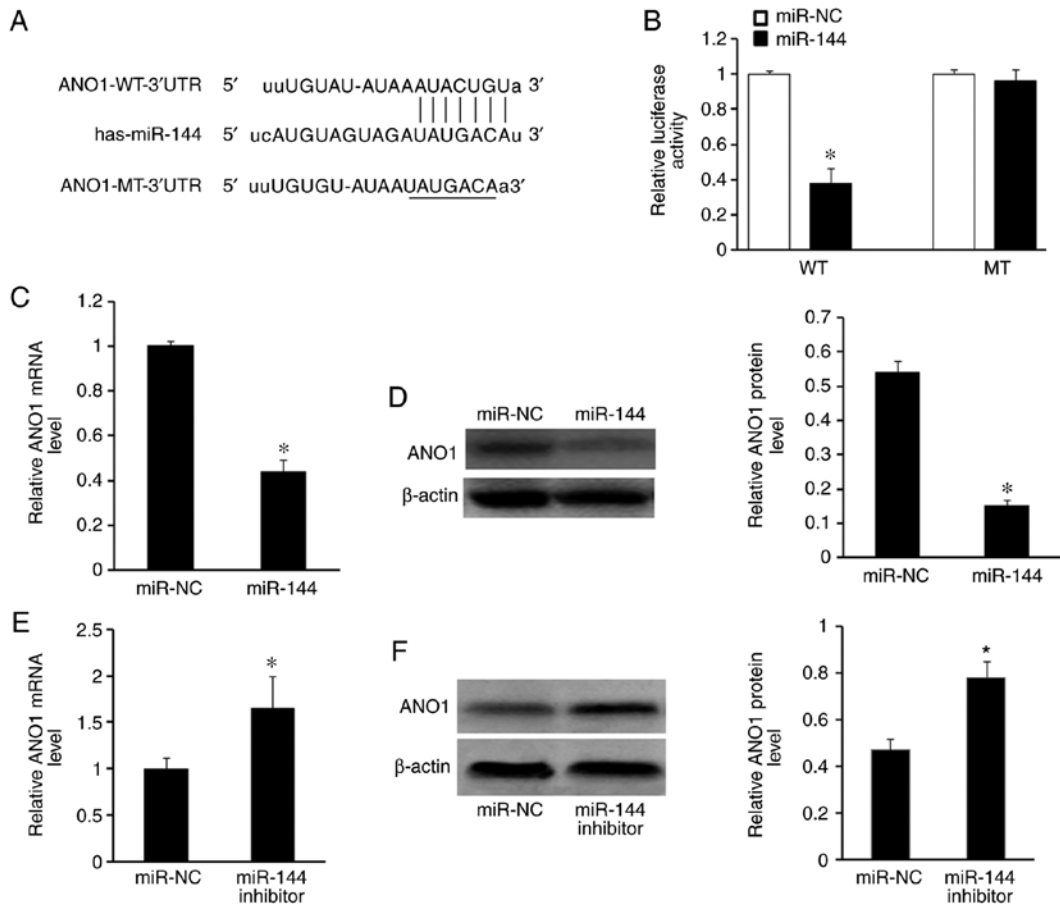 A
ANO1-WT-3′UTR 5′ uuUGUAU-AUAAAUACUGUa 3′
has-miR-144 5′ ucAUGUAGUAGAUAUGACAu 3′
ANO1-MT-3′UTR 5′ uuUGUGU-AUAAUAUGACAa3′
B
miR-NC
miR-144
Relative luciferase
activity
1.2
1
0.8
0.6
0.4
0.2
0
*
WT MT
C
Relative ANO1 mRNA
level
1.2
1
0.8
0.6
0.4
0.2
0
*
miR-NC miR-144
D
miR-NC miR-144
ANO1
β-actin
Relative ANO1 protein
level
0.7
0.6
0.5
0.4
0.3
0.2
0.1
0
*
miR-NC miR-144
E
Relative ANO1 mRNA
level
2.5
2
1.5
1
0.5
0
*
miR-NC miR-144
inhibitor
F
ANO1
β-actin
miR-NC miR-144
inhibitor
Relative ANO1 protein
level
1
0.8
0.6
0.4
0.2
0
*
miR-NC miR-144
inhibitor